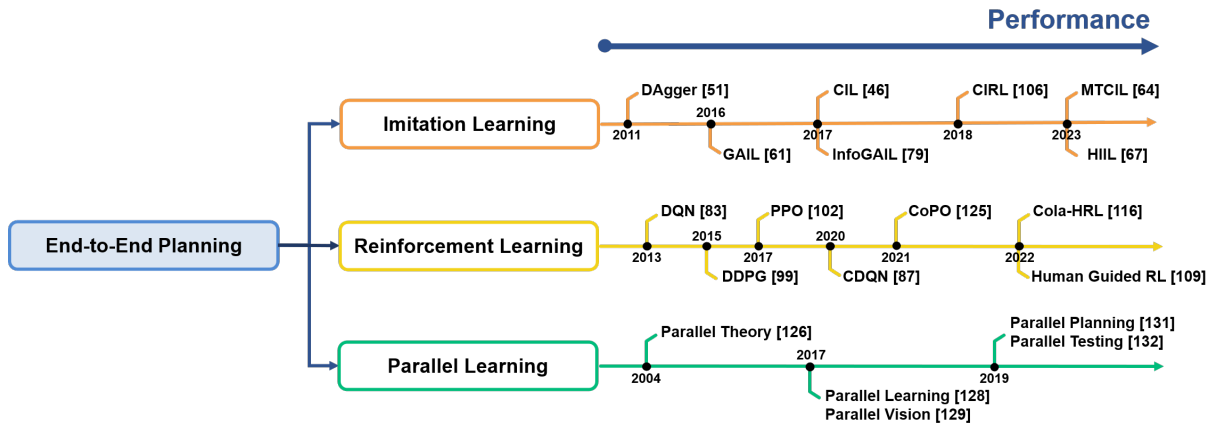 Performance
DAgger [51]
CIL [46]
CIRL [106]
MTCIL [64]
2016
Imitation Learning
2011
2017
2018
2023
GAIL [61]
InfoGAIL [79]
HIIL [67]
DQN [83]
PPO [102]
CoPO [125]
Cola-HRL [116]
2015
2020
End-to-End Planning
Reinforcement Learning
2013
2017
2021
2022
DDPG [99]
CDQN [87]
Human Guided RL [109]
Parallel Theory [126]
Parallel Planning [131]
Parallel Testing [132]
2017
Parallel Learning
2004
2019
Parallel Learning [128]
Parallel Vision [129]